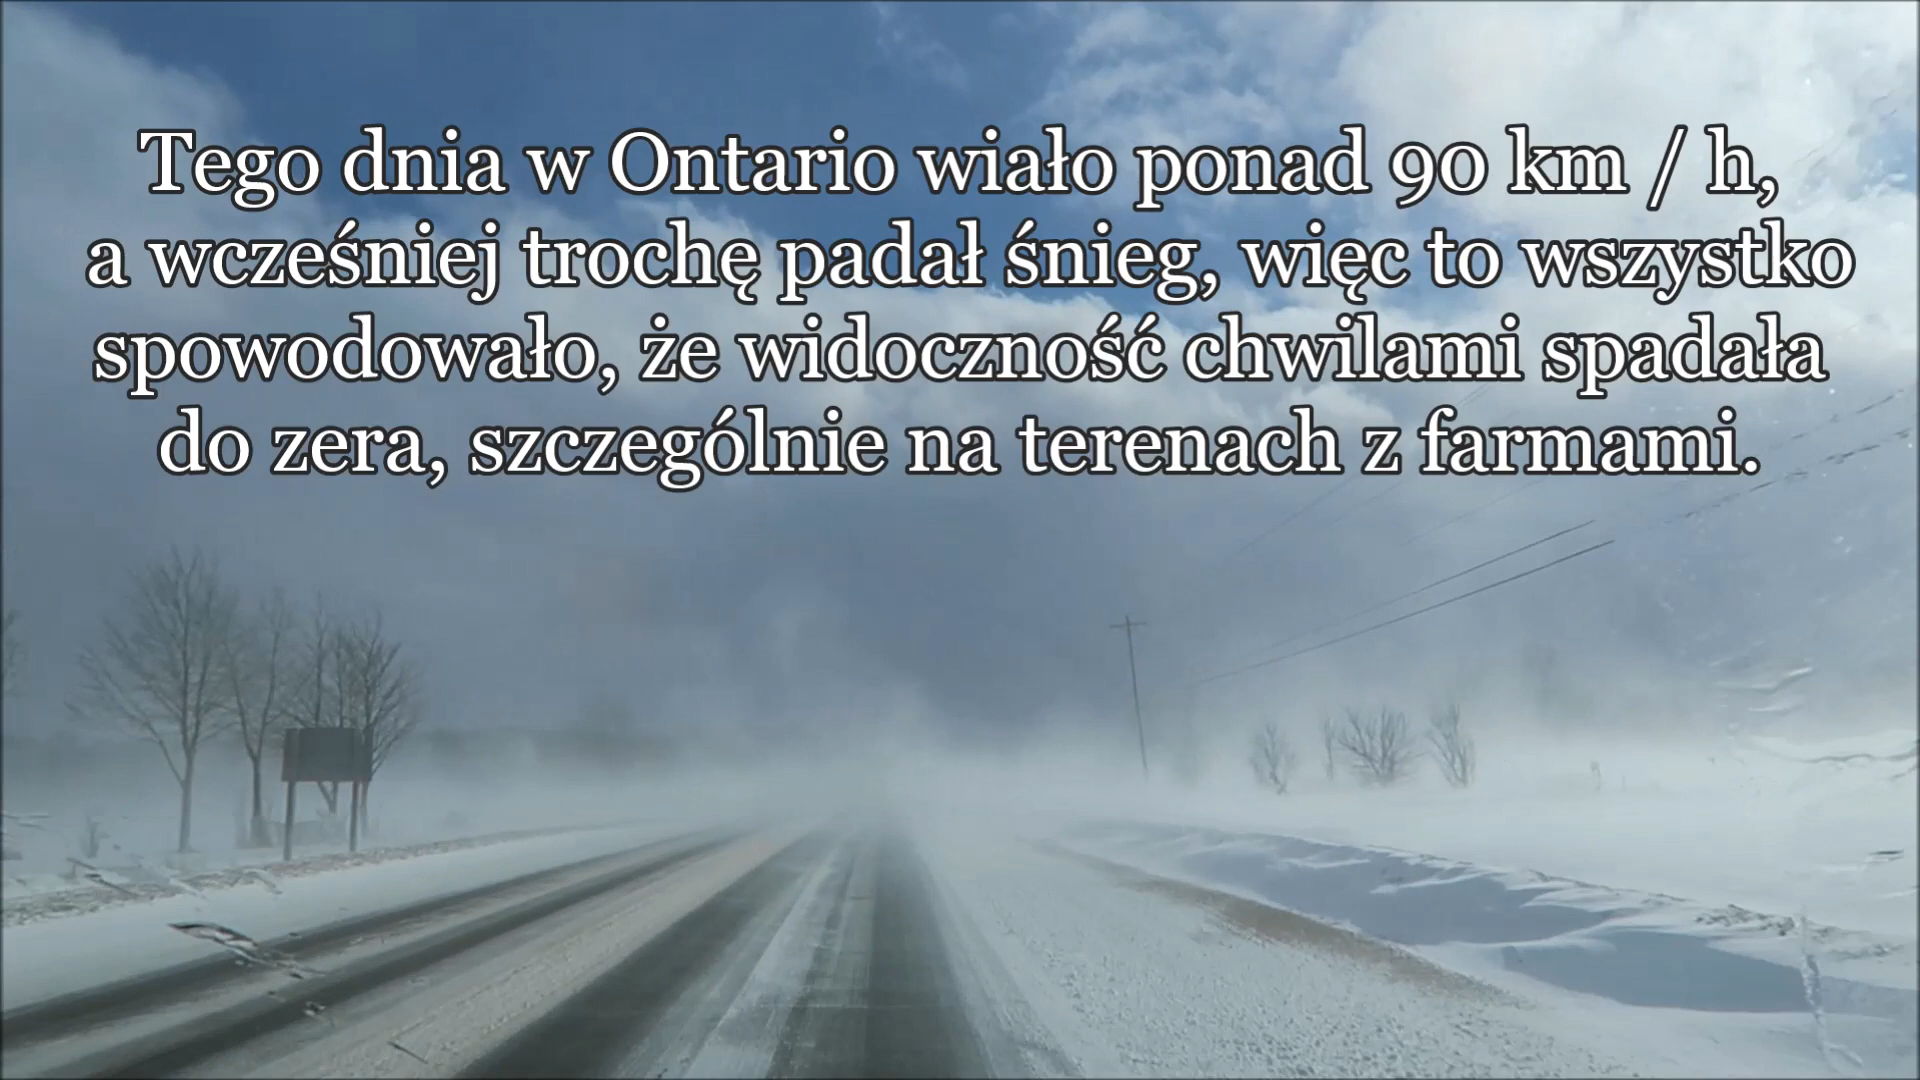 Tego dnia w Ontario wiało ponad 90 km / h,
a wcześniej trochę padał śnieg, więc to wszystko
spowodowało, że widoczność chwilami spadała
do zera, szczególnie na terenach z farmami.